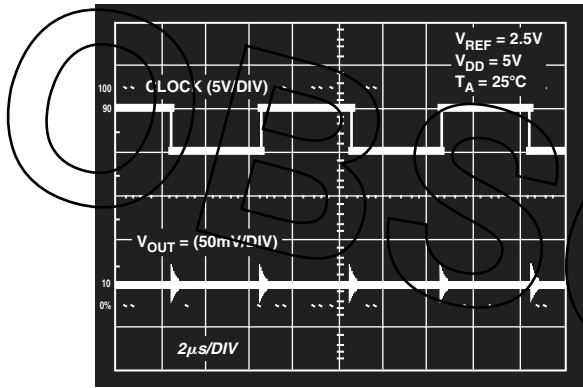 V_REF = 2.5V
V_DD = 5V
T_A = 25°C
CLOCK (5V/DIV)
100
90
V_OUT = (50mV/DIV)
10
0%
2µs/DIV
OBSO